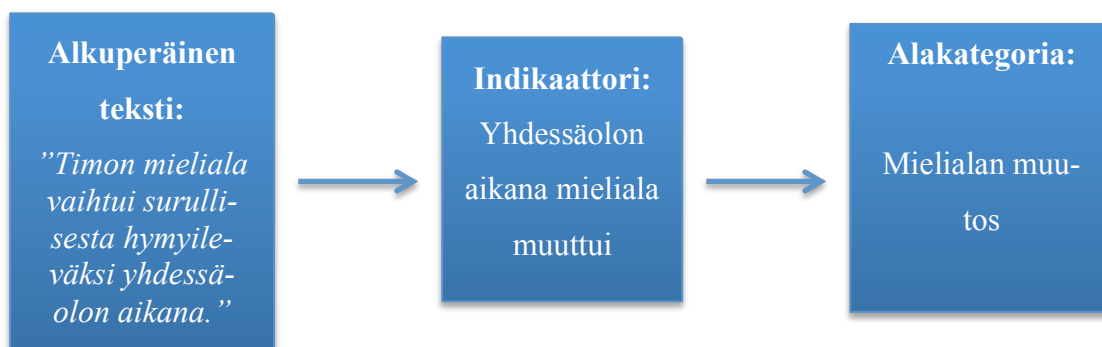 Alkuperäinen
teksti:
”Timon mieliala
vaihtui surulli-
sesta hymyile-
väksi yhdessä-
olon aikana.”
Indikaattori:
Yhdessäolon
aikana mieliala
muuttui
Alakategoria:
Mielialan muu-
tos